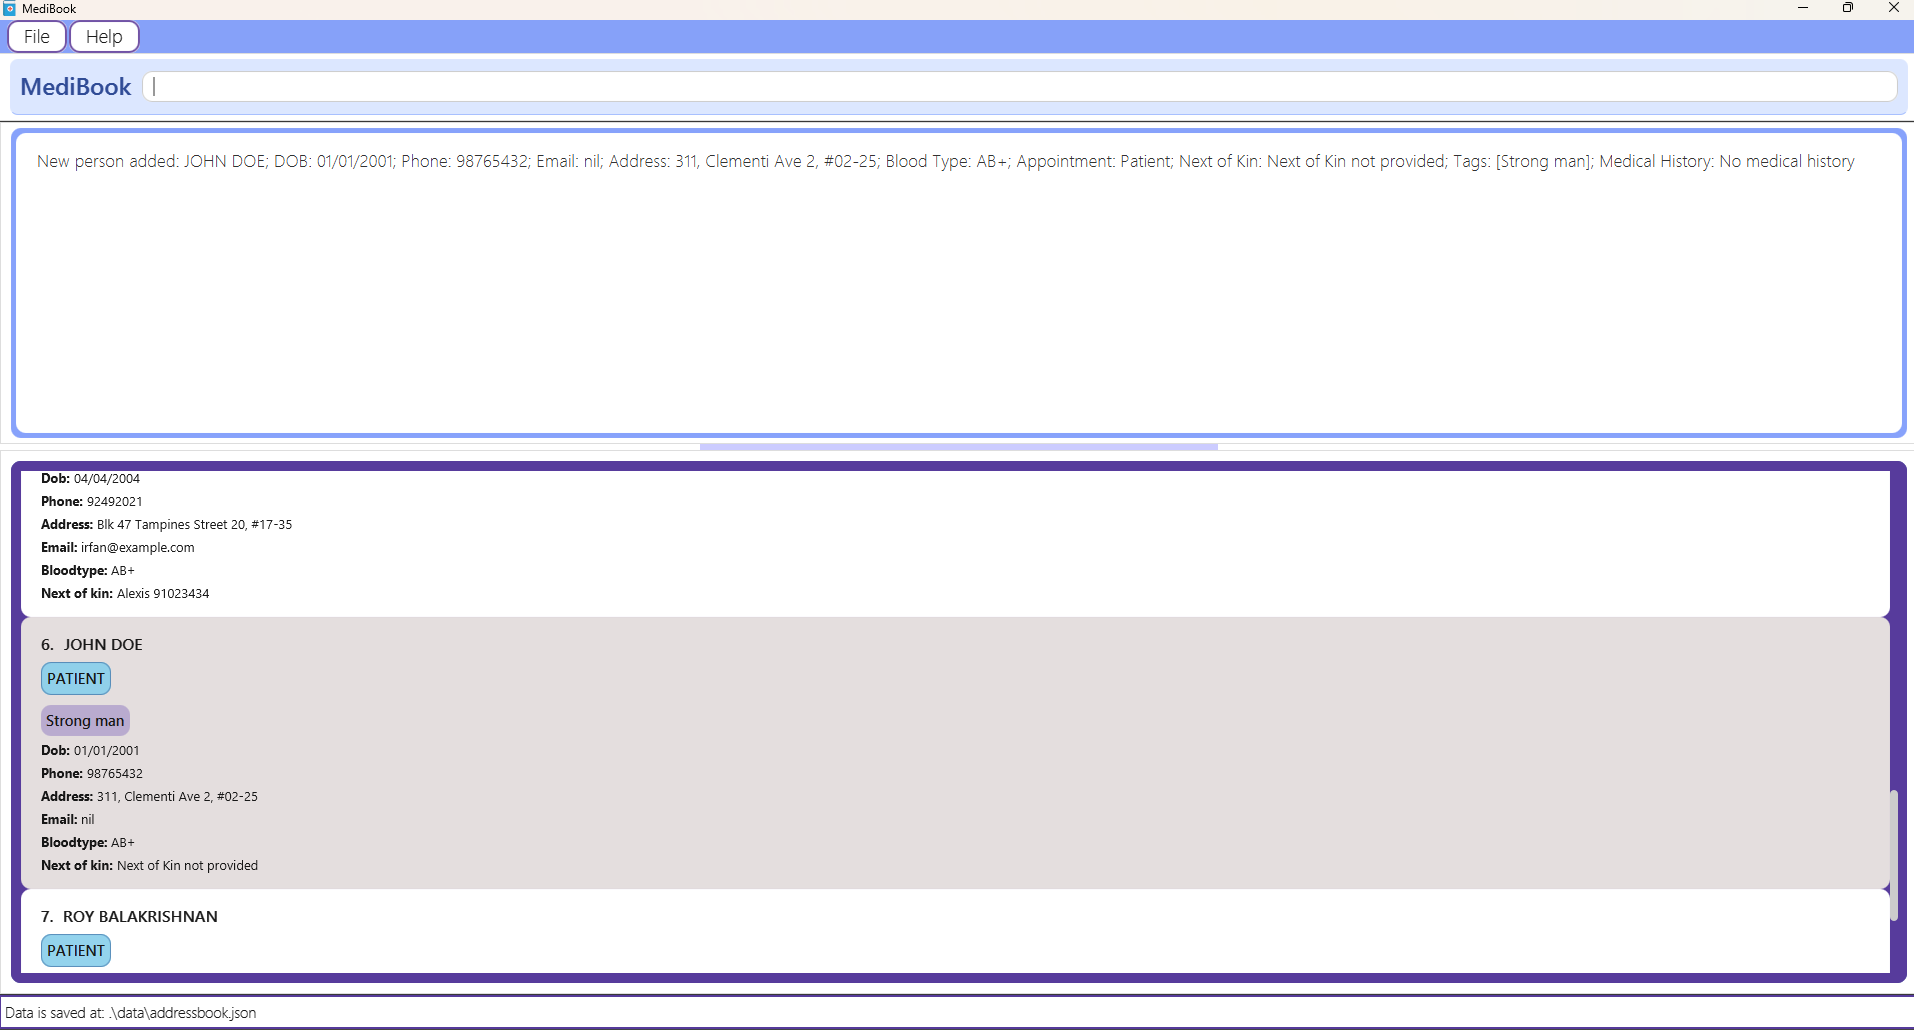 MediBook
File Help
MediBook
New person added: JOHN DOE; DOB: 01/01/2001; Phone: 98765432; Email: nil; Address: 311, Clementi Ave 2, #02-25; Blood Type: AB+; Appointment: Patient; Next of Kin: Next of Kin not provided; Tags: [Strong man]; Medical History: No medical history
Dob: 04/04/2004
Phone: 92492021
Address: Blk 47 Tampines Street 20, #17-35
Email: irfan@example.com
Bloodtype: AB+
Next of kin: Alexis 91023434
6. JOHN DOE
PATIENT
Strong man
Dob: 01/01/2001
Phone: 98765432
Address: 311, Clementi Ave 2, #02-25
Email: nil
Bloodtype: AB+
Next of kin: Next of Kin not provided
7. ROY BALAKRISHNAN
PATIENT
Data is saved at: .\data\addressbook.json